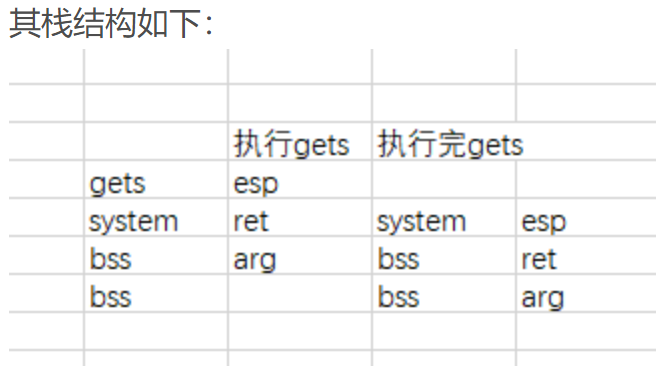 其栈结构如下：
执行gets 执行完gets
gets esp
system ret system esp
bss arg bss ret
bss bss arg